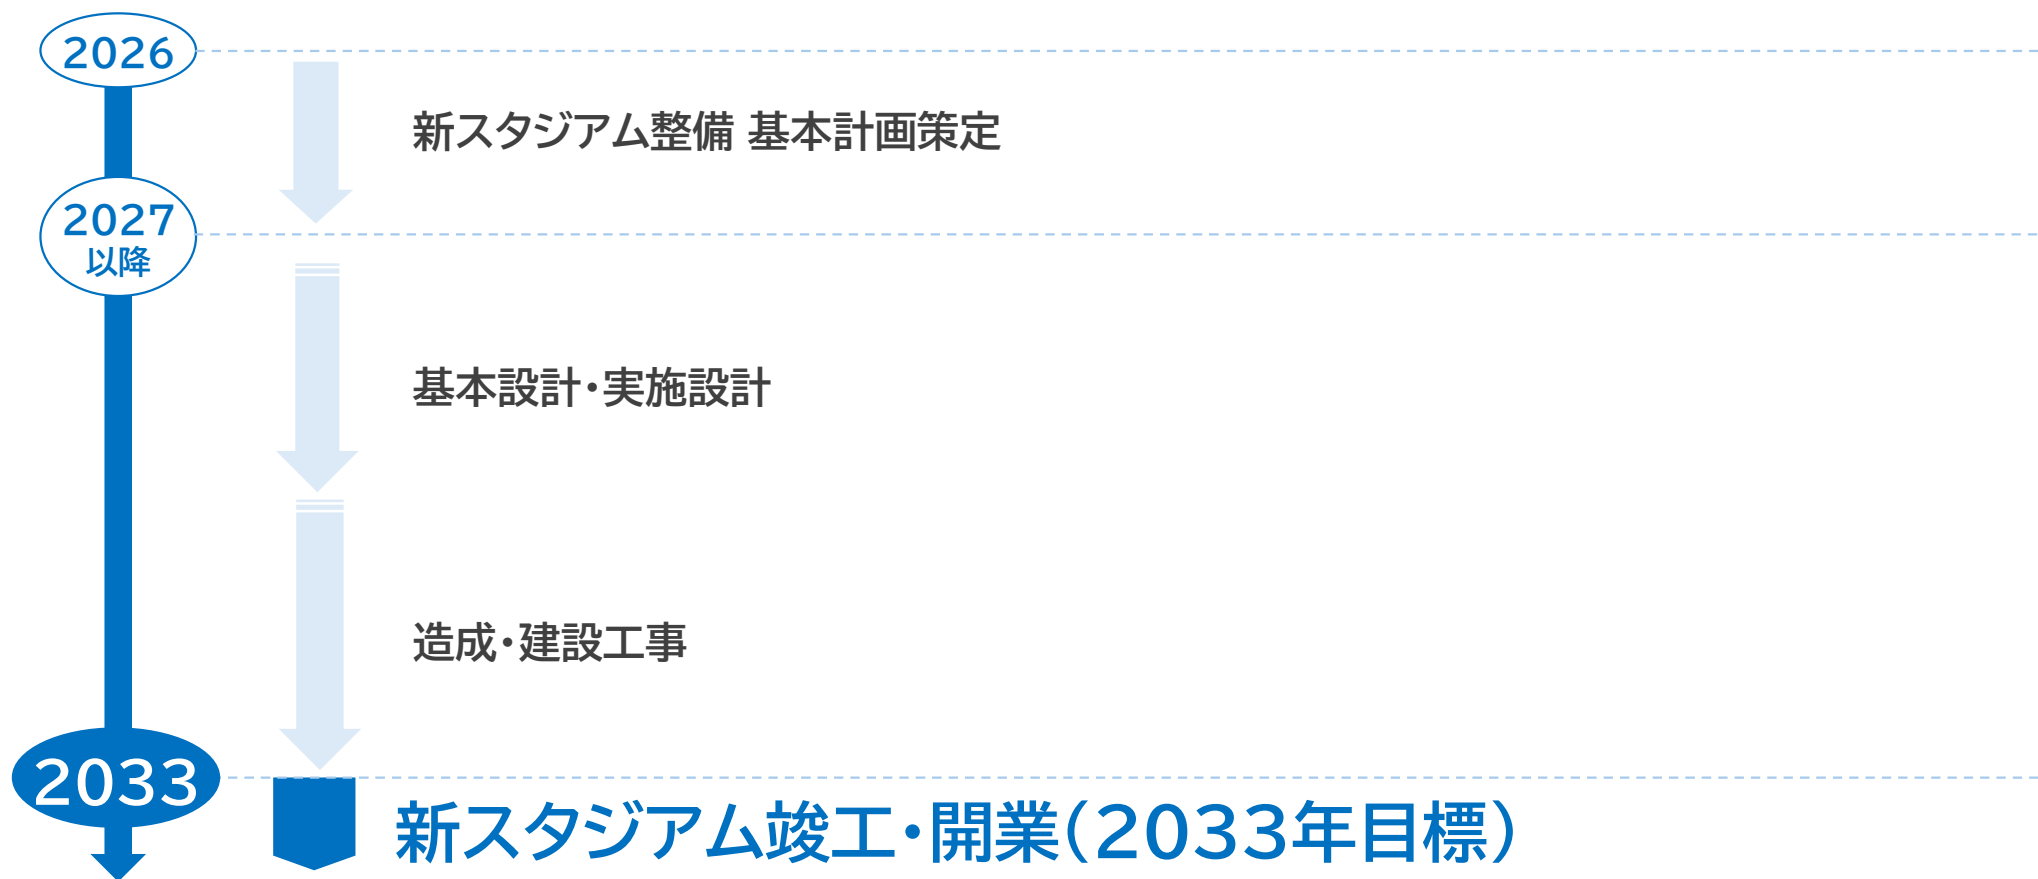 2026
新スタジアム整備 基本計画策定
2027
以降
基本設計・実施設計
造成・建設工事
2033
新スタジアム竣工・開業（2033年目標）